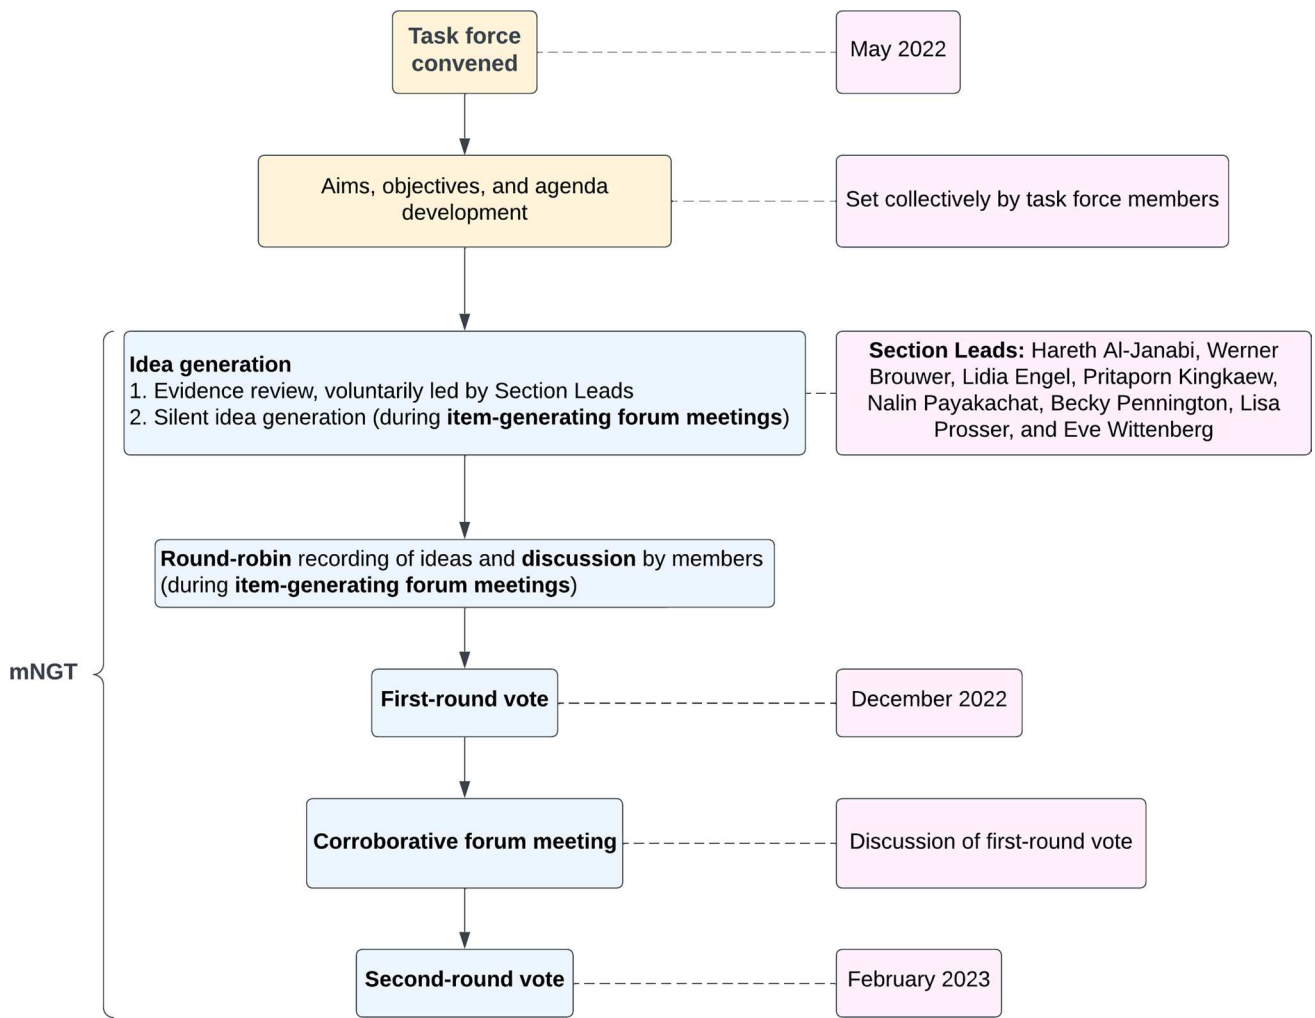 Task force
convened
May 2022
Aims, objectives, and agenda
development
Set collectively by task force members
Idea generation
1. Evidence review, voluntarily led by Section Leads
2. Silent idea generation (during item-generating forum meetings)
Section Leads: Hareth Al-Janabi, Werner
Brouwer, Lidia Engel, Pritaporn Kingkaew,
Nalin Payakachat, Becky Pennington, Lisa
Prosser, and Eve Wittenberg
Round-robin recording of ideas and discussion by members
(during item-generating forum meetings)
mNGT
First-round vote
December 2022
Corroborative forum meeting
Discussion of first-round vote
Second-round vote
February 2023